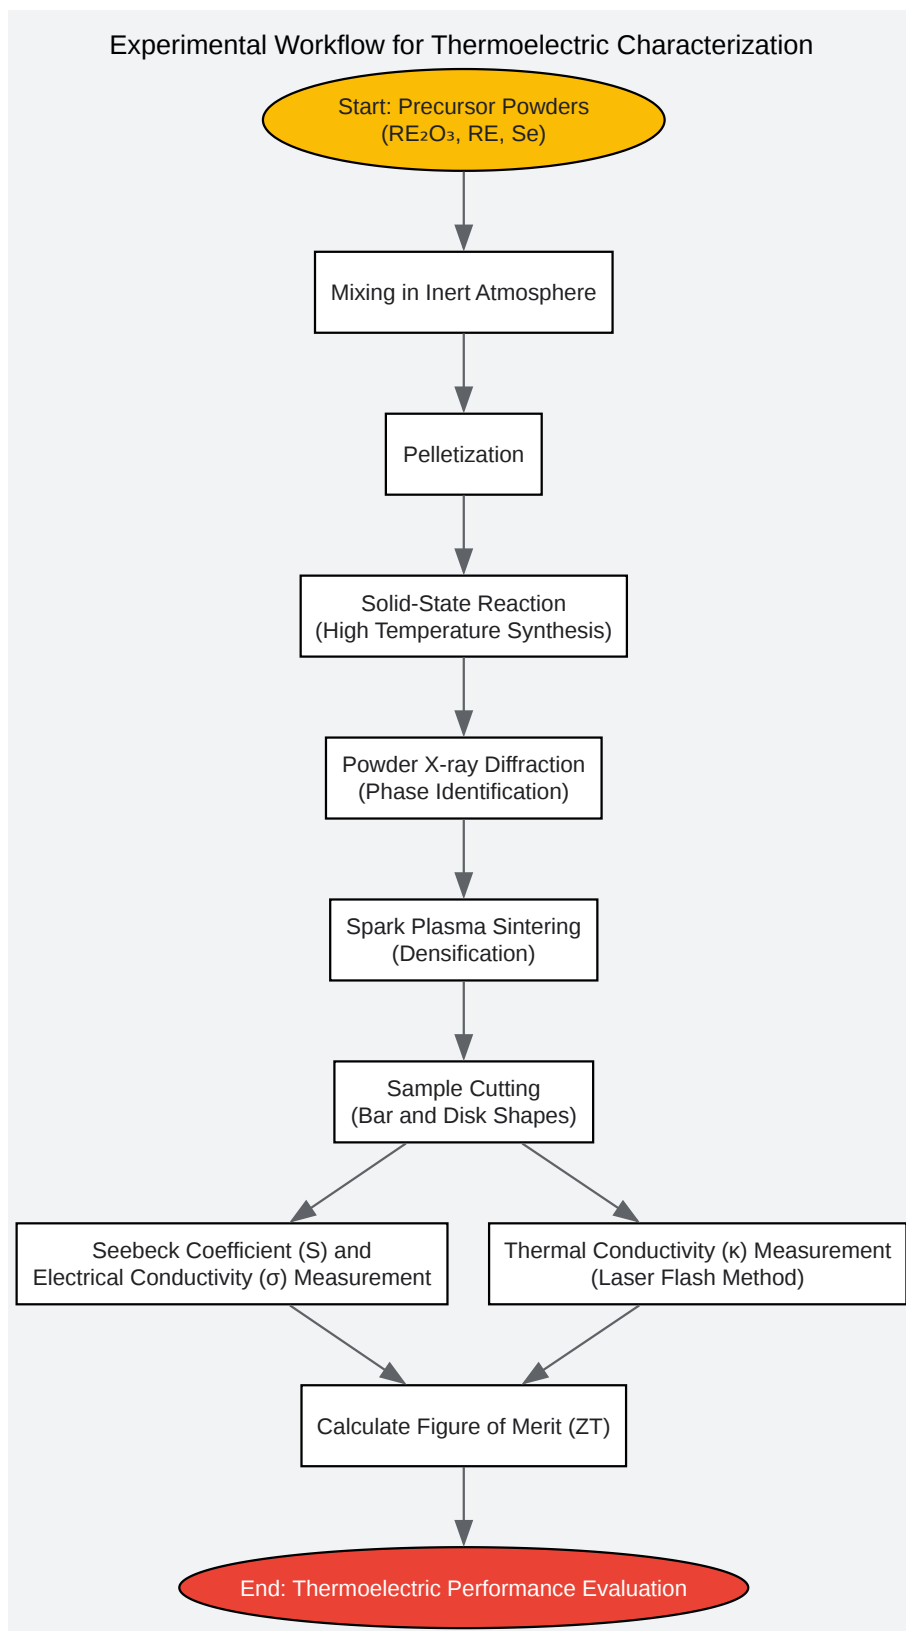 Experimental Workflow for Thermoelectric Characterization
Start: Precursor Powders
(RE₂O₃, RE, Se)
Mixing in Inert Atmosphere
Pelletization
Solid-State Reaction
(High Temperature Synthesis)
Powder X-ray Diffraction
(Phase Identification)
Spark Plasma Sintering
(Densification)
Sample Cutting
(Bar and Disk Shapes)
Seebeck Coefficient (S) and
Electrical Conductivity (σ) Measurement
Thermal Conductivity (κ) Measurement
(Laser Flash Method)
Calculate Figure of Merit (ZT)
End: Thermoelectric Performance Evaluation